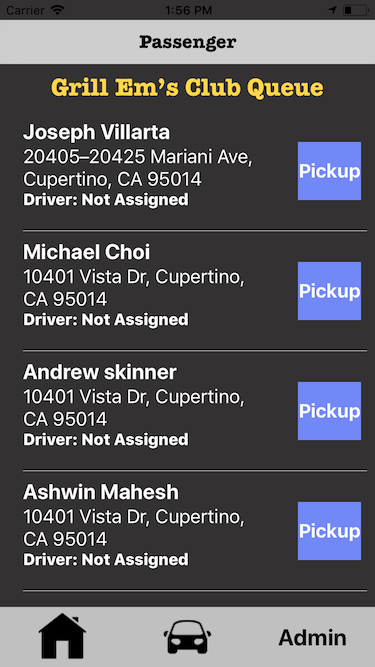 Carrier 1:56 PM
Passenger
Grill Em's Club Queue
Joseph Villarta
20405–20425 Mariani Ave,
Cupertino, CA 95014
Driver: Not Assigned
Pickup
Michael Choi
10401 Vista Dr, Cupertino,
CA 95014
Driver: Not Assigned
Pickup
Andrew skinner
10401 Vista Dr, Cupertino,
CA 95014
Driver: Not Assigned
Pickup
Ashwin Mahesh
10401 Vista Dr, Cupertino,
CA 95014
Driver: Not Assigned
Pickup
Admin